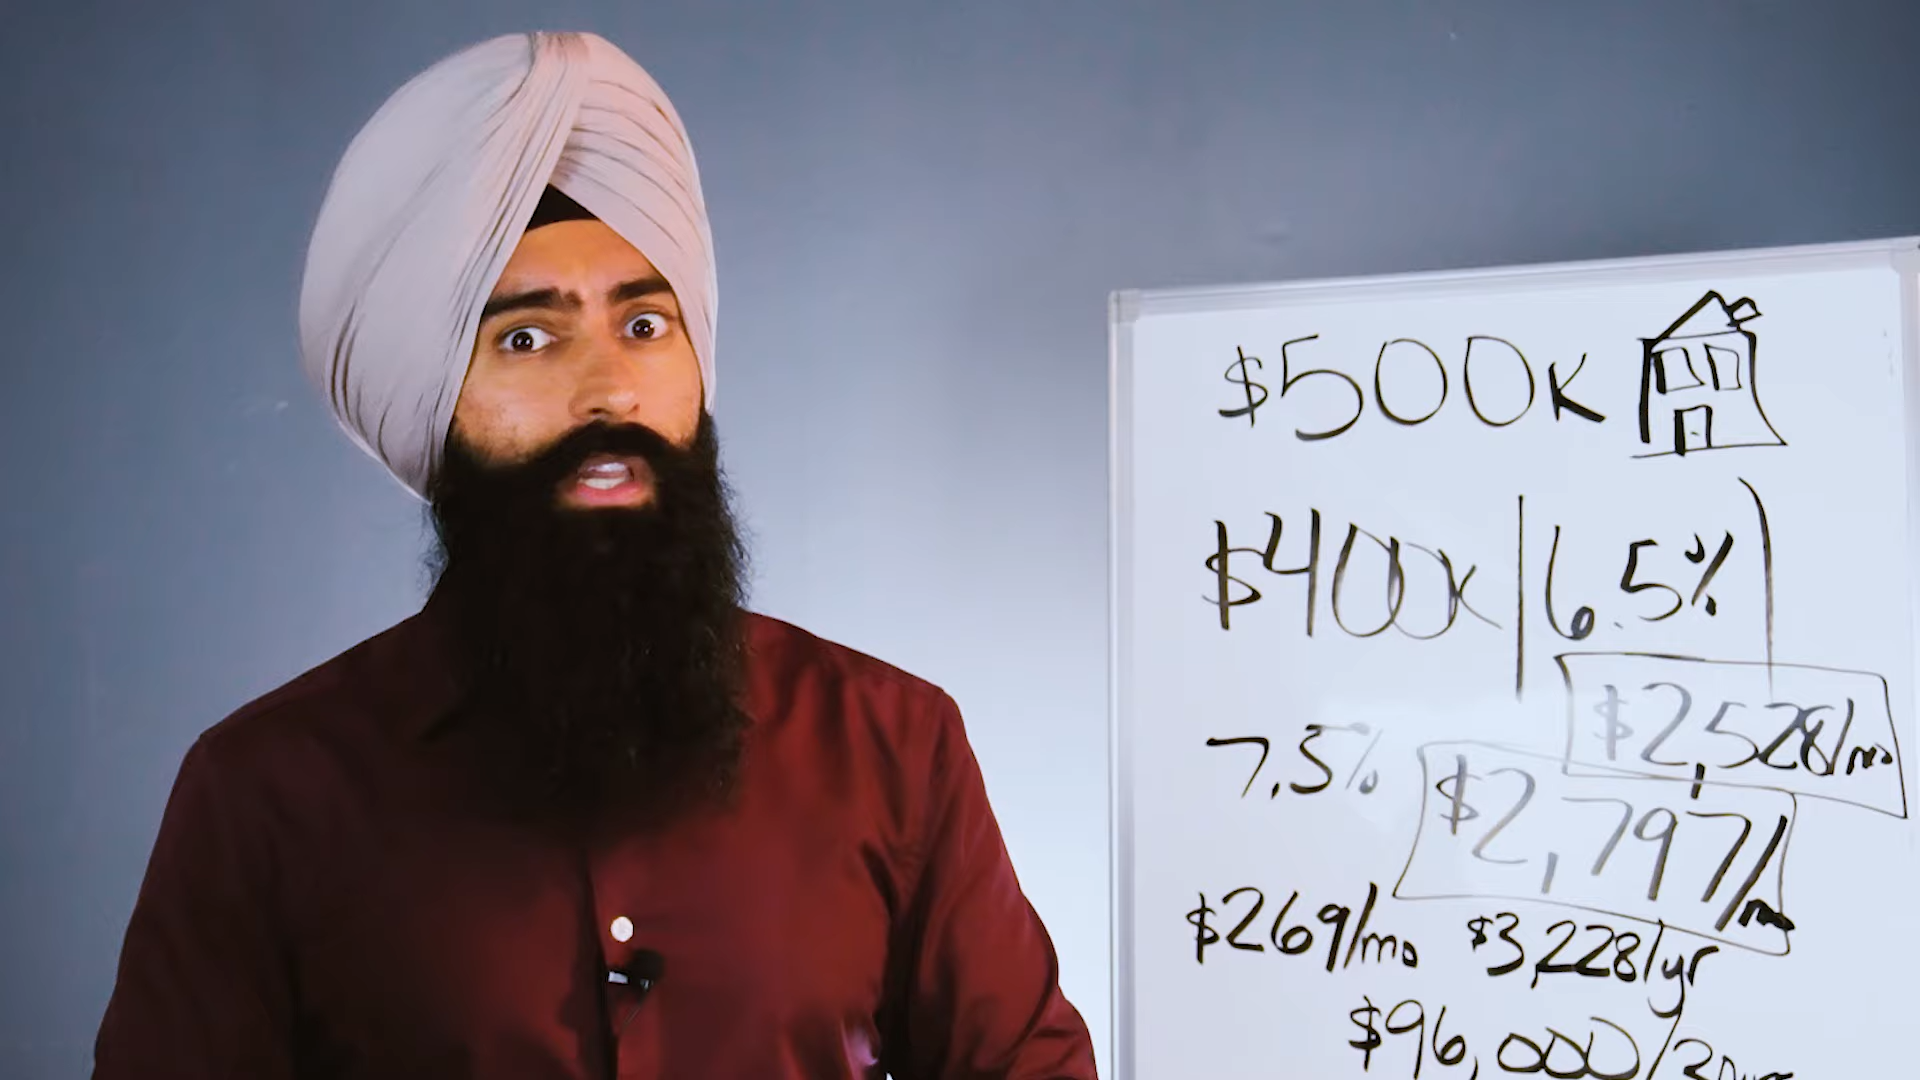 $500K
$400K | 6.5%
$2,528/mo
7.5%
$2,797/mo
$269/mo $3,228/yr
$96,000/30yrs